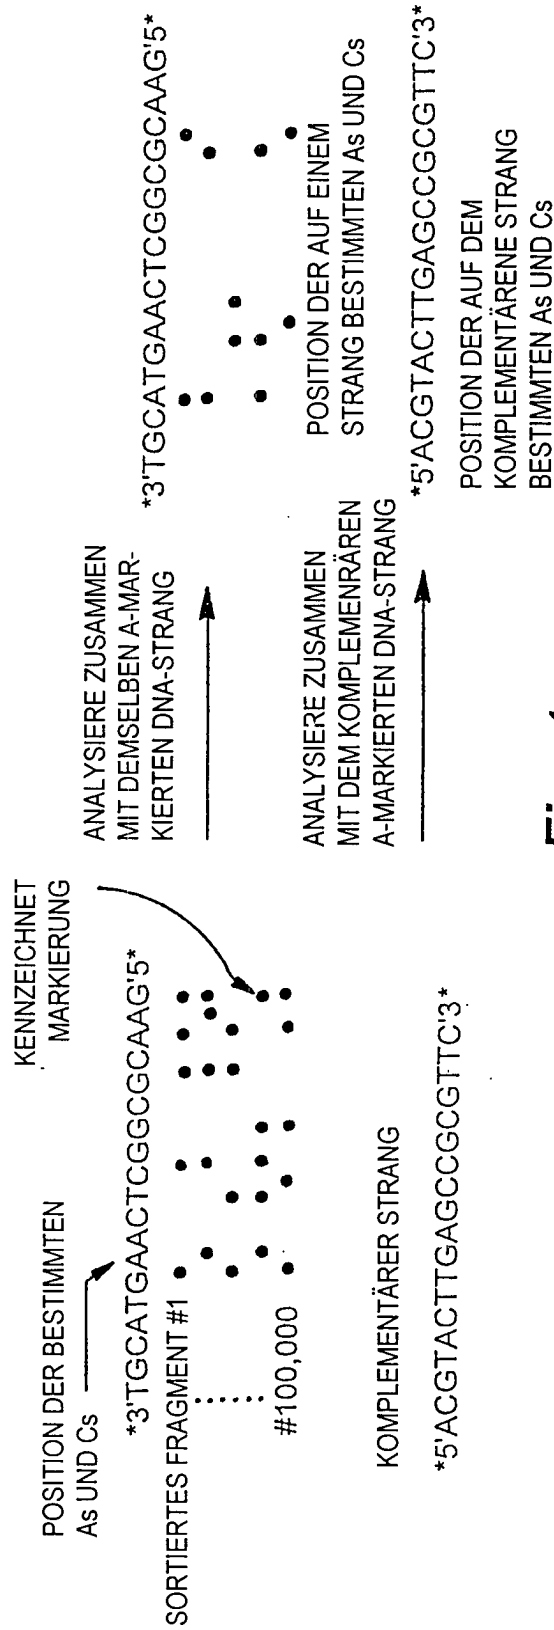 POSITION DER BESTIMMTEN
As UND Cs
KENNZEICHNET
MARKIERUNG
*3'TGCATGAACTCGGCGCAAG'5*
SORTIERTES FRAGMENT #1
#100,000
KOMPLEMENTÄRER STRANG
*5'ACGTACTTGAGCCGCGTTC'3*
ANALYSIERE ZUSAMMEN
MIT DEMSELBEN A-MAR-
KIERTEN DNA-STRANG
ANALYSIERE ZUSAMMEN
MIT DEM KOMPLEMENRÄREN
A-MARKIERTEN DNA-STRANG
*3'TGCATGAACTCGGCGCAAG'5*
POSITION DER AUF EINEM
STRANG BESTIMMTEN As UND Cs
*5'ACGTACTTGAGCCGCGTTC'3*
POSITION DER AUF DEM
KOMPLEMENTÄRENE STRANG
BESTIMMTEN As UND Cs